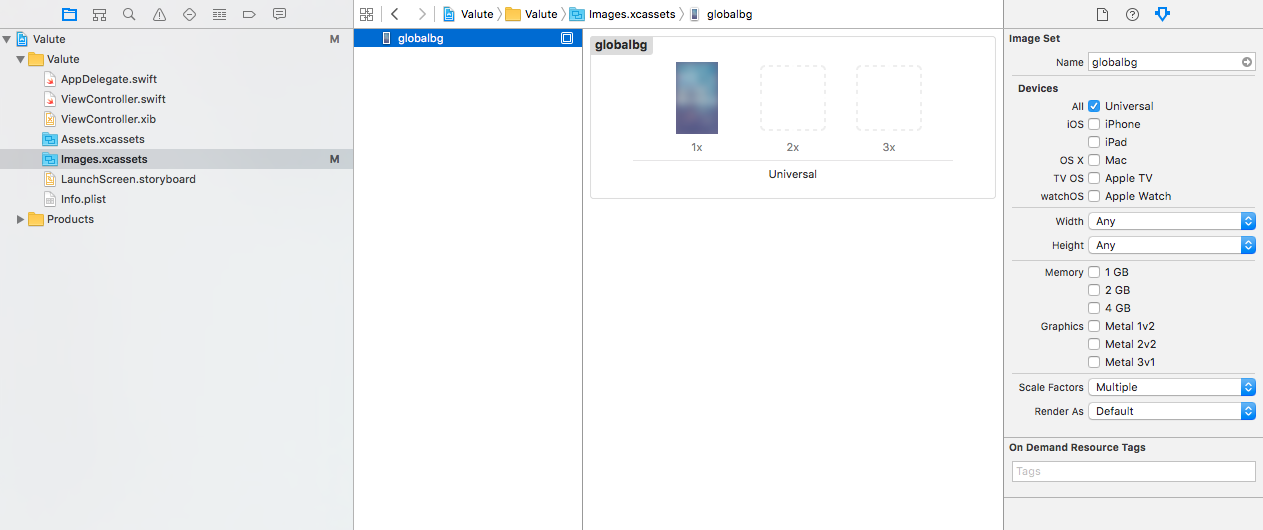 Valute M
Valute
AppDelegate.swift
ViewController.swift
ViewController.xib
Assets.xcassets
Images.xcassets M
LaunchScreen.storyboard
Info.plist
Products
Valute Valute Images.xcassets globalbg
globalbg
globalbg
1x 2x 3x
Universal
Image Set
Name globalbg
Devices
All Universal
iOS iPhone
iPad
OS X Mac
TV OS Apple TV
watchOS Apple Watch
Width Any
Height Any
Memory 1 GB
2 GB
4 GB
Graphics Metal 1v2
Metal 2v2
Metal 3v1
Scale Factors Multiple
Render As Default
On Demand Resource Tags
Tags